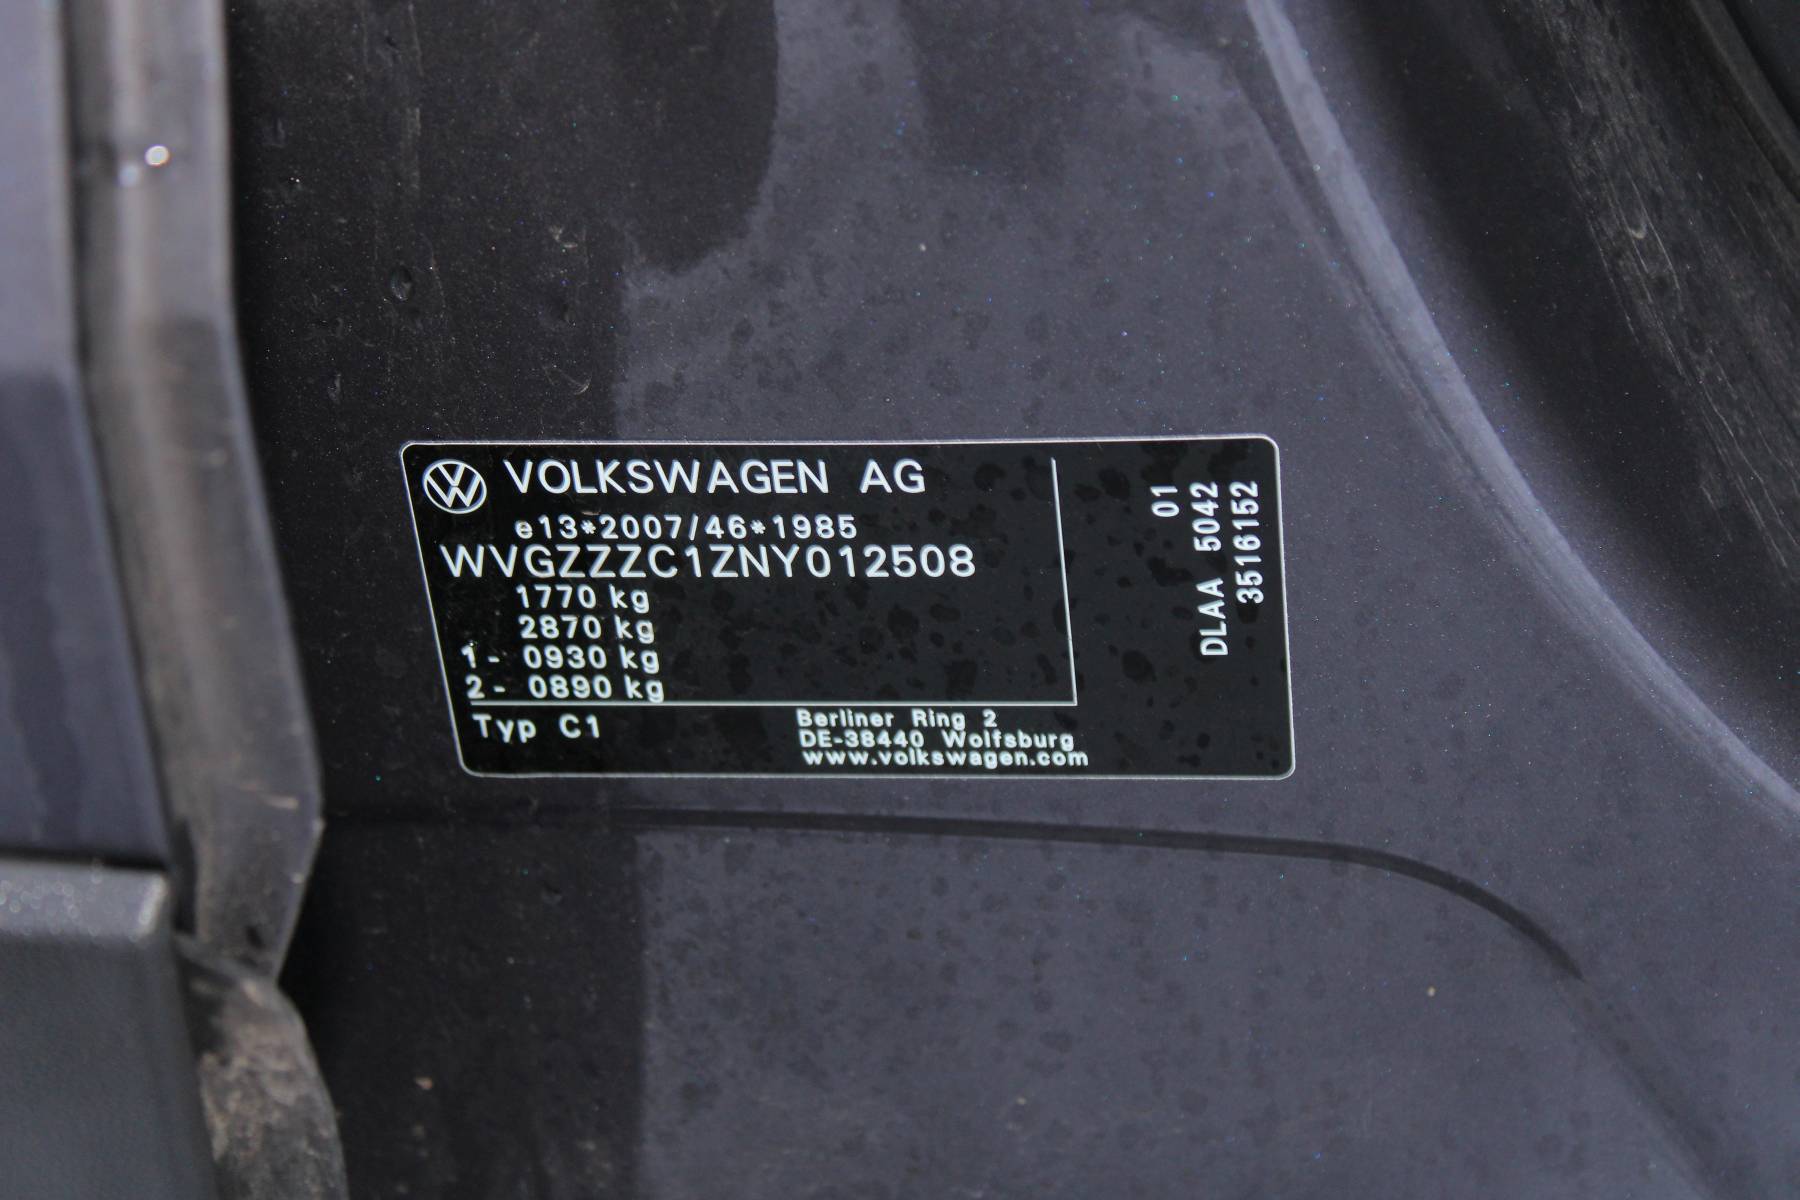 VOLKSWAGEN AG
e13*2007/46*1985
WVGZZZC1ZNY012508
1770 kg
2870 kg
1- 0930 kg
2- 0890 kg
Typ C1
Berliner Ring 2
DE-38440 Wolfsburg
www.volkswagen.com
01
DLAA 5042
3516152